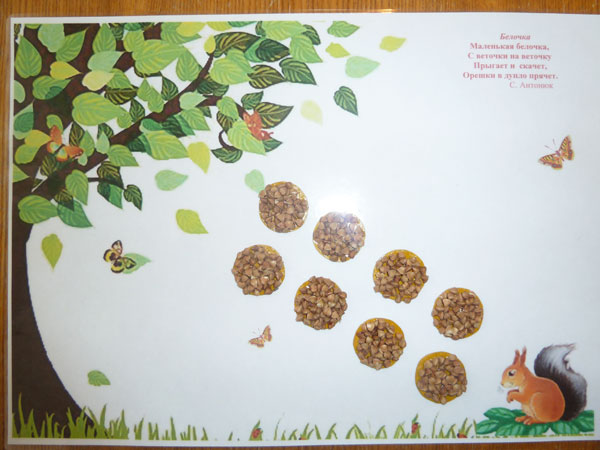 Белочка
Маленькая белочка,
С веточки на веточку
Прыгает и скачет,
Орешки в дупло прячет.
С. Антонюк